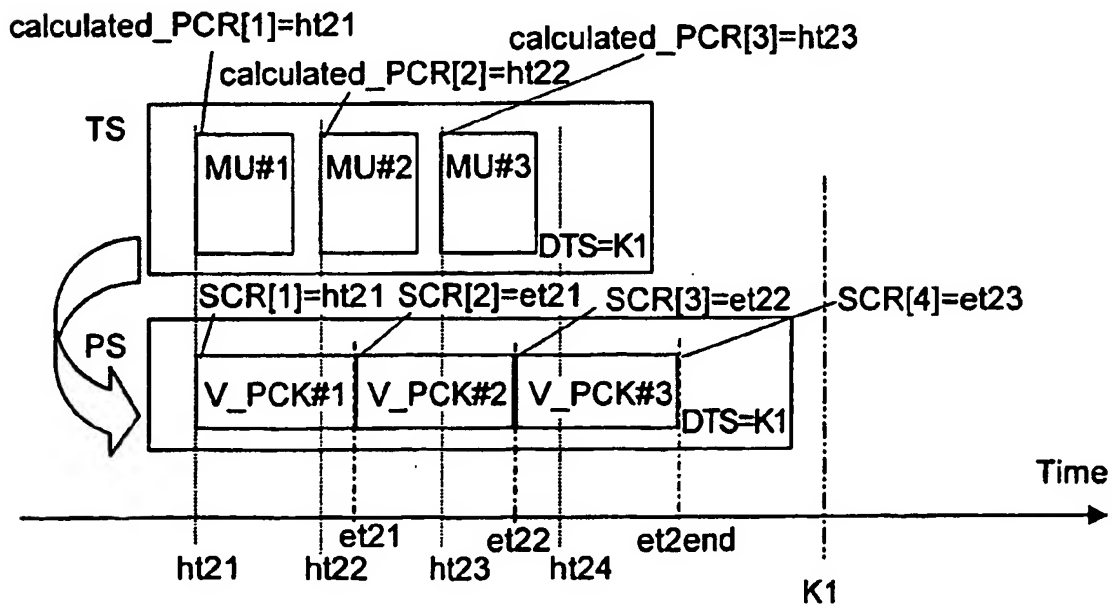 calculated_PCR[1]=ht21
calculated_PCR[3]=ht23
calculated_PCR[2]=ht22
TS
MU#1 MU#2 MU#3
DTS=K1
SCR[1]=ht21 SCR[2]=et21 SCR[3]=et22 SCR[4]=et23
PS
V_PCK#1 V_PCK#2 V_PCK#3
DTS=K1
Time
et21 et22 et2end
ht21 ht22 ht23 ht24
K1